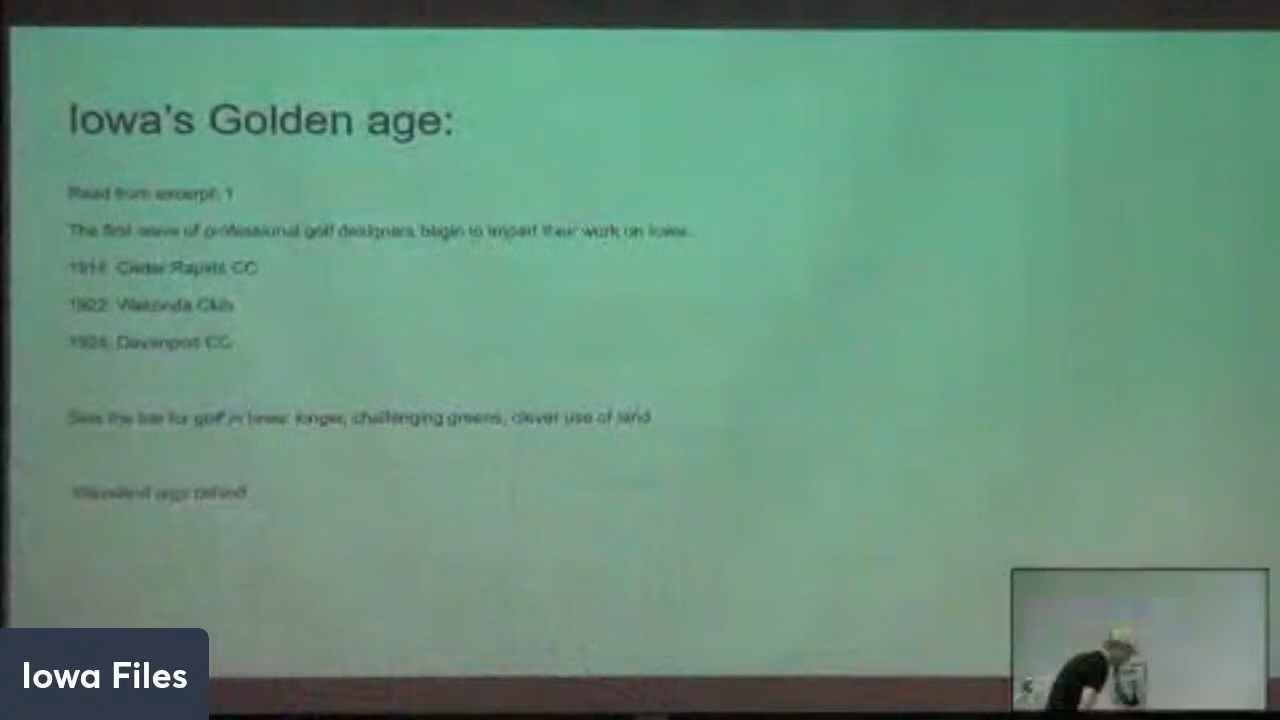 Iowa's Golden age:
Read from excerpt: 1
The first wave of professional golf designers begin to impart their work on Iowa.
Cedar Rapids CC
1922: Wakonda Club
1924: Davenport CC
Sets the bar for golf in Iowa: longer, challenging greens, clever use of land
Iowa Files